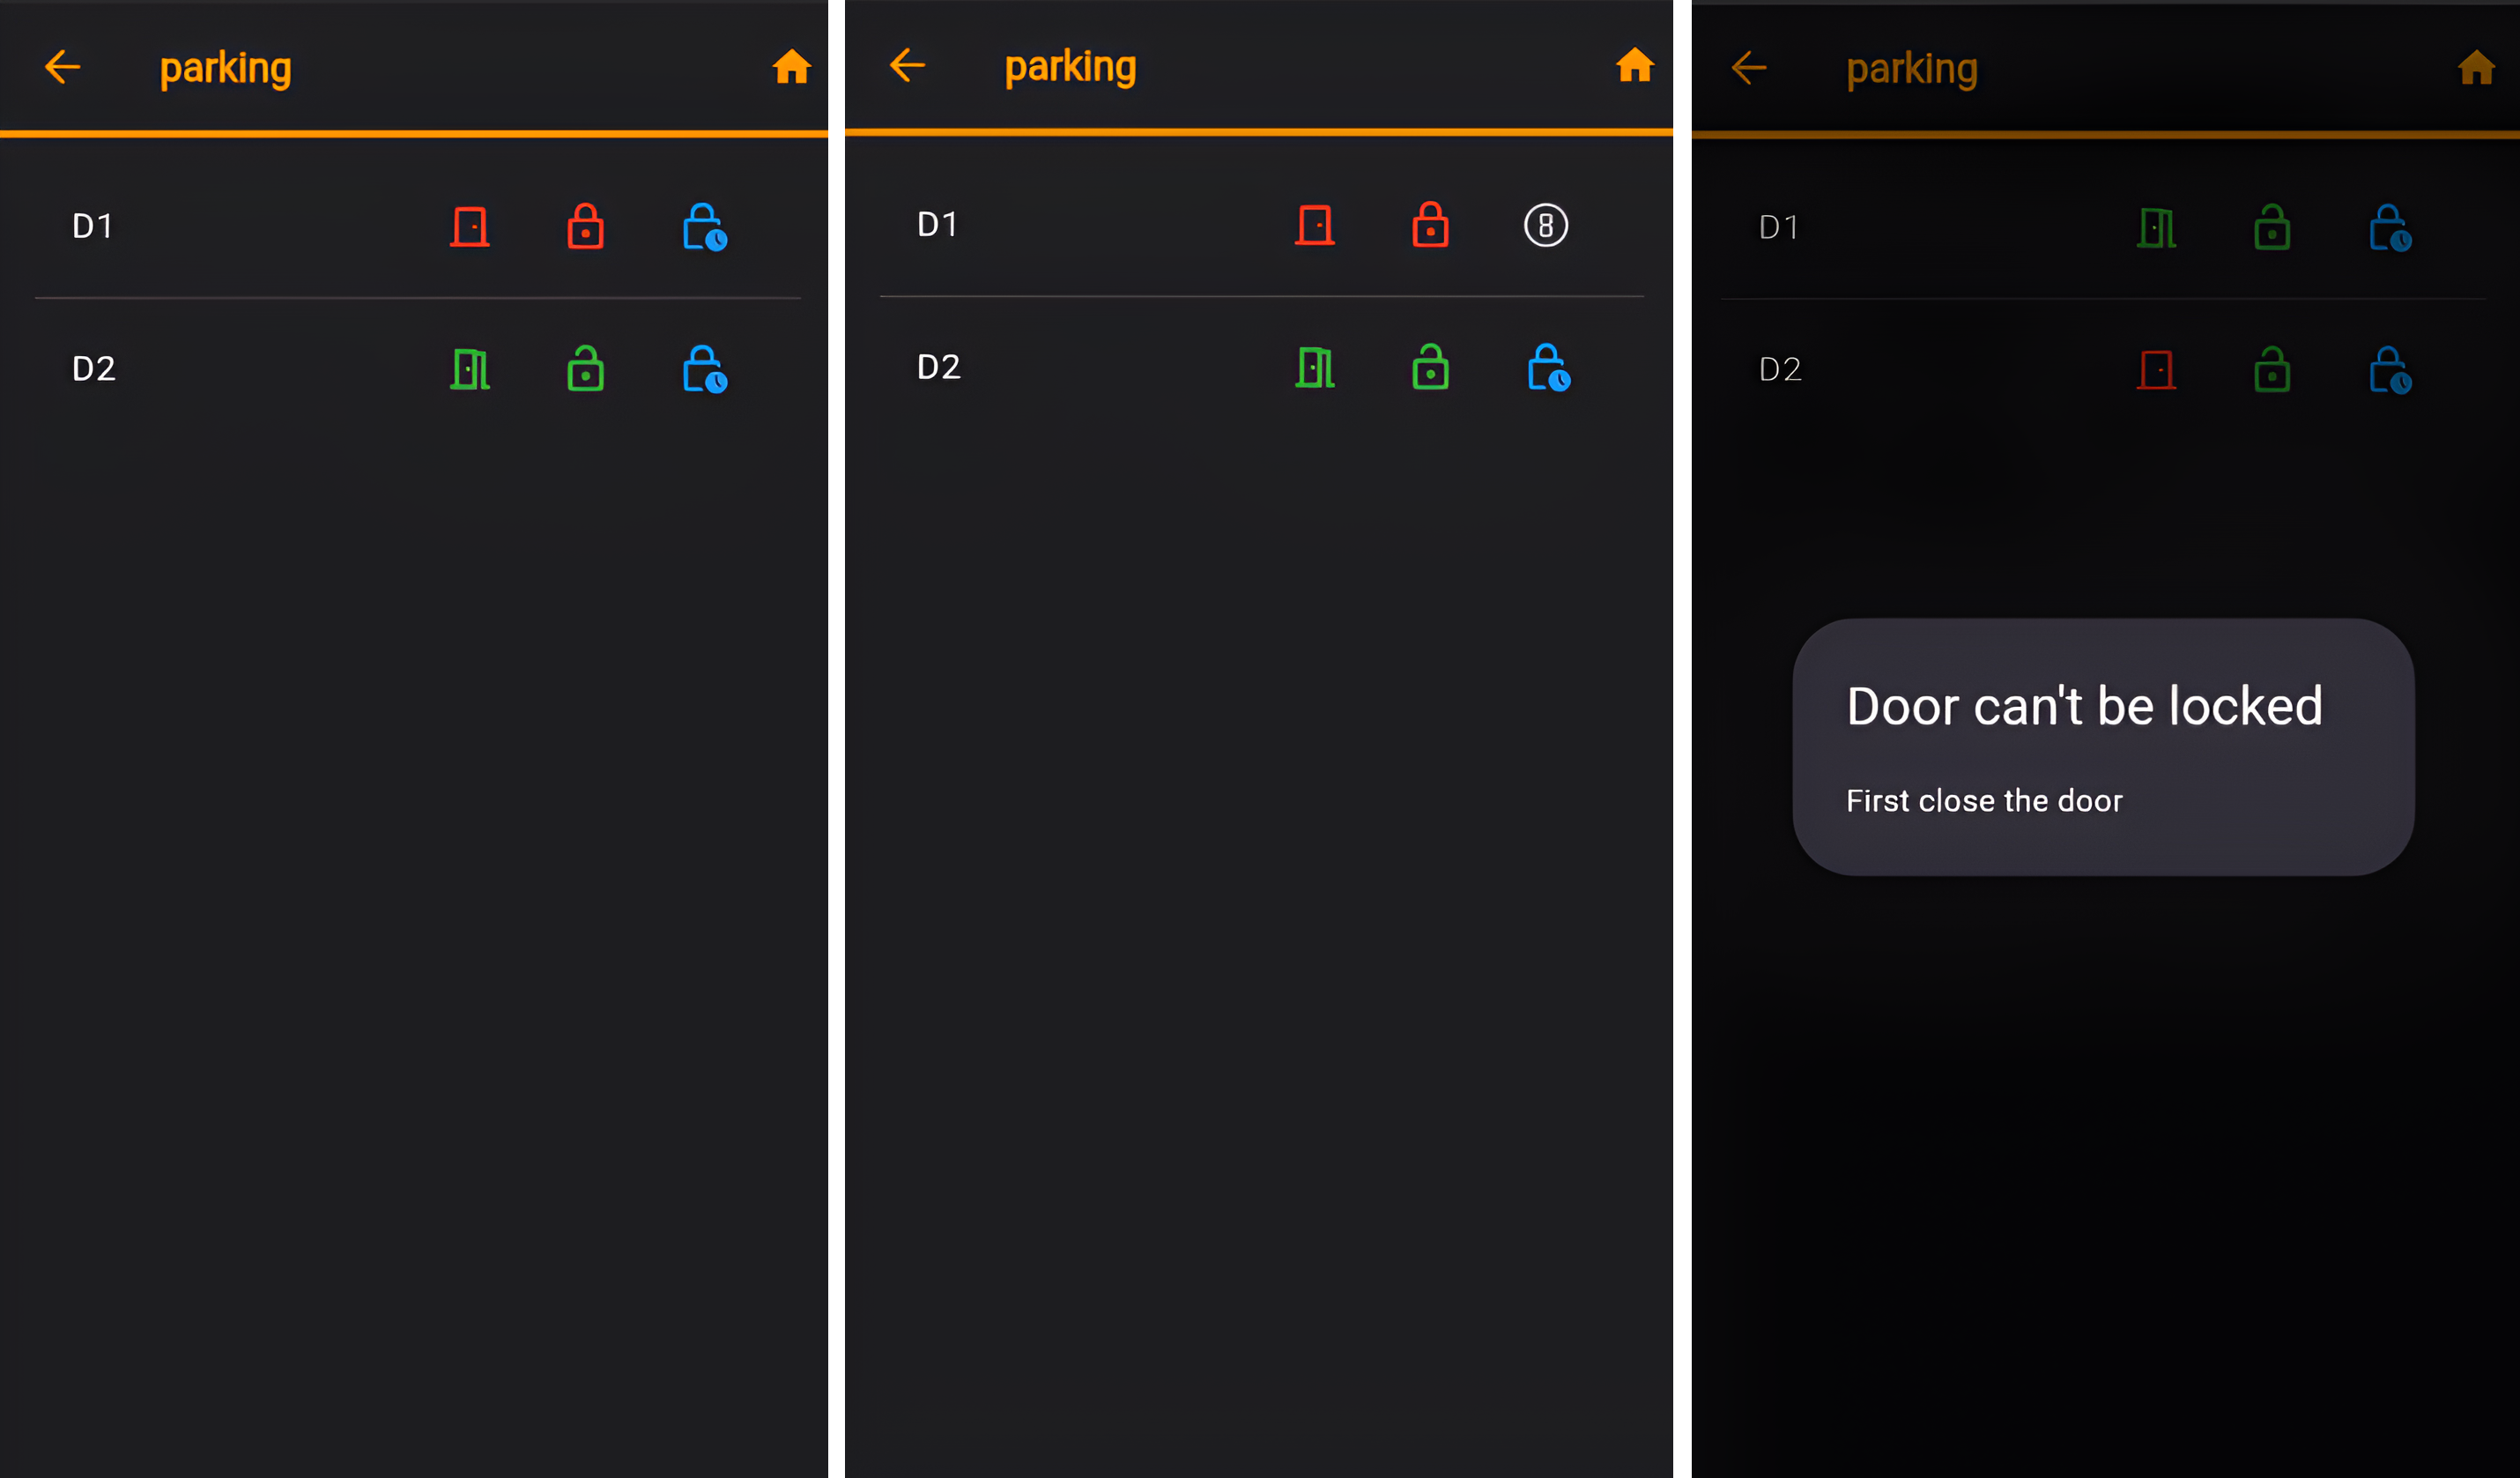 parking
D1
D2
parking
D1 8
D2
parking
D1
D2
Door can't be locked
First close the door